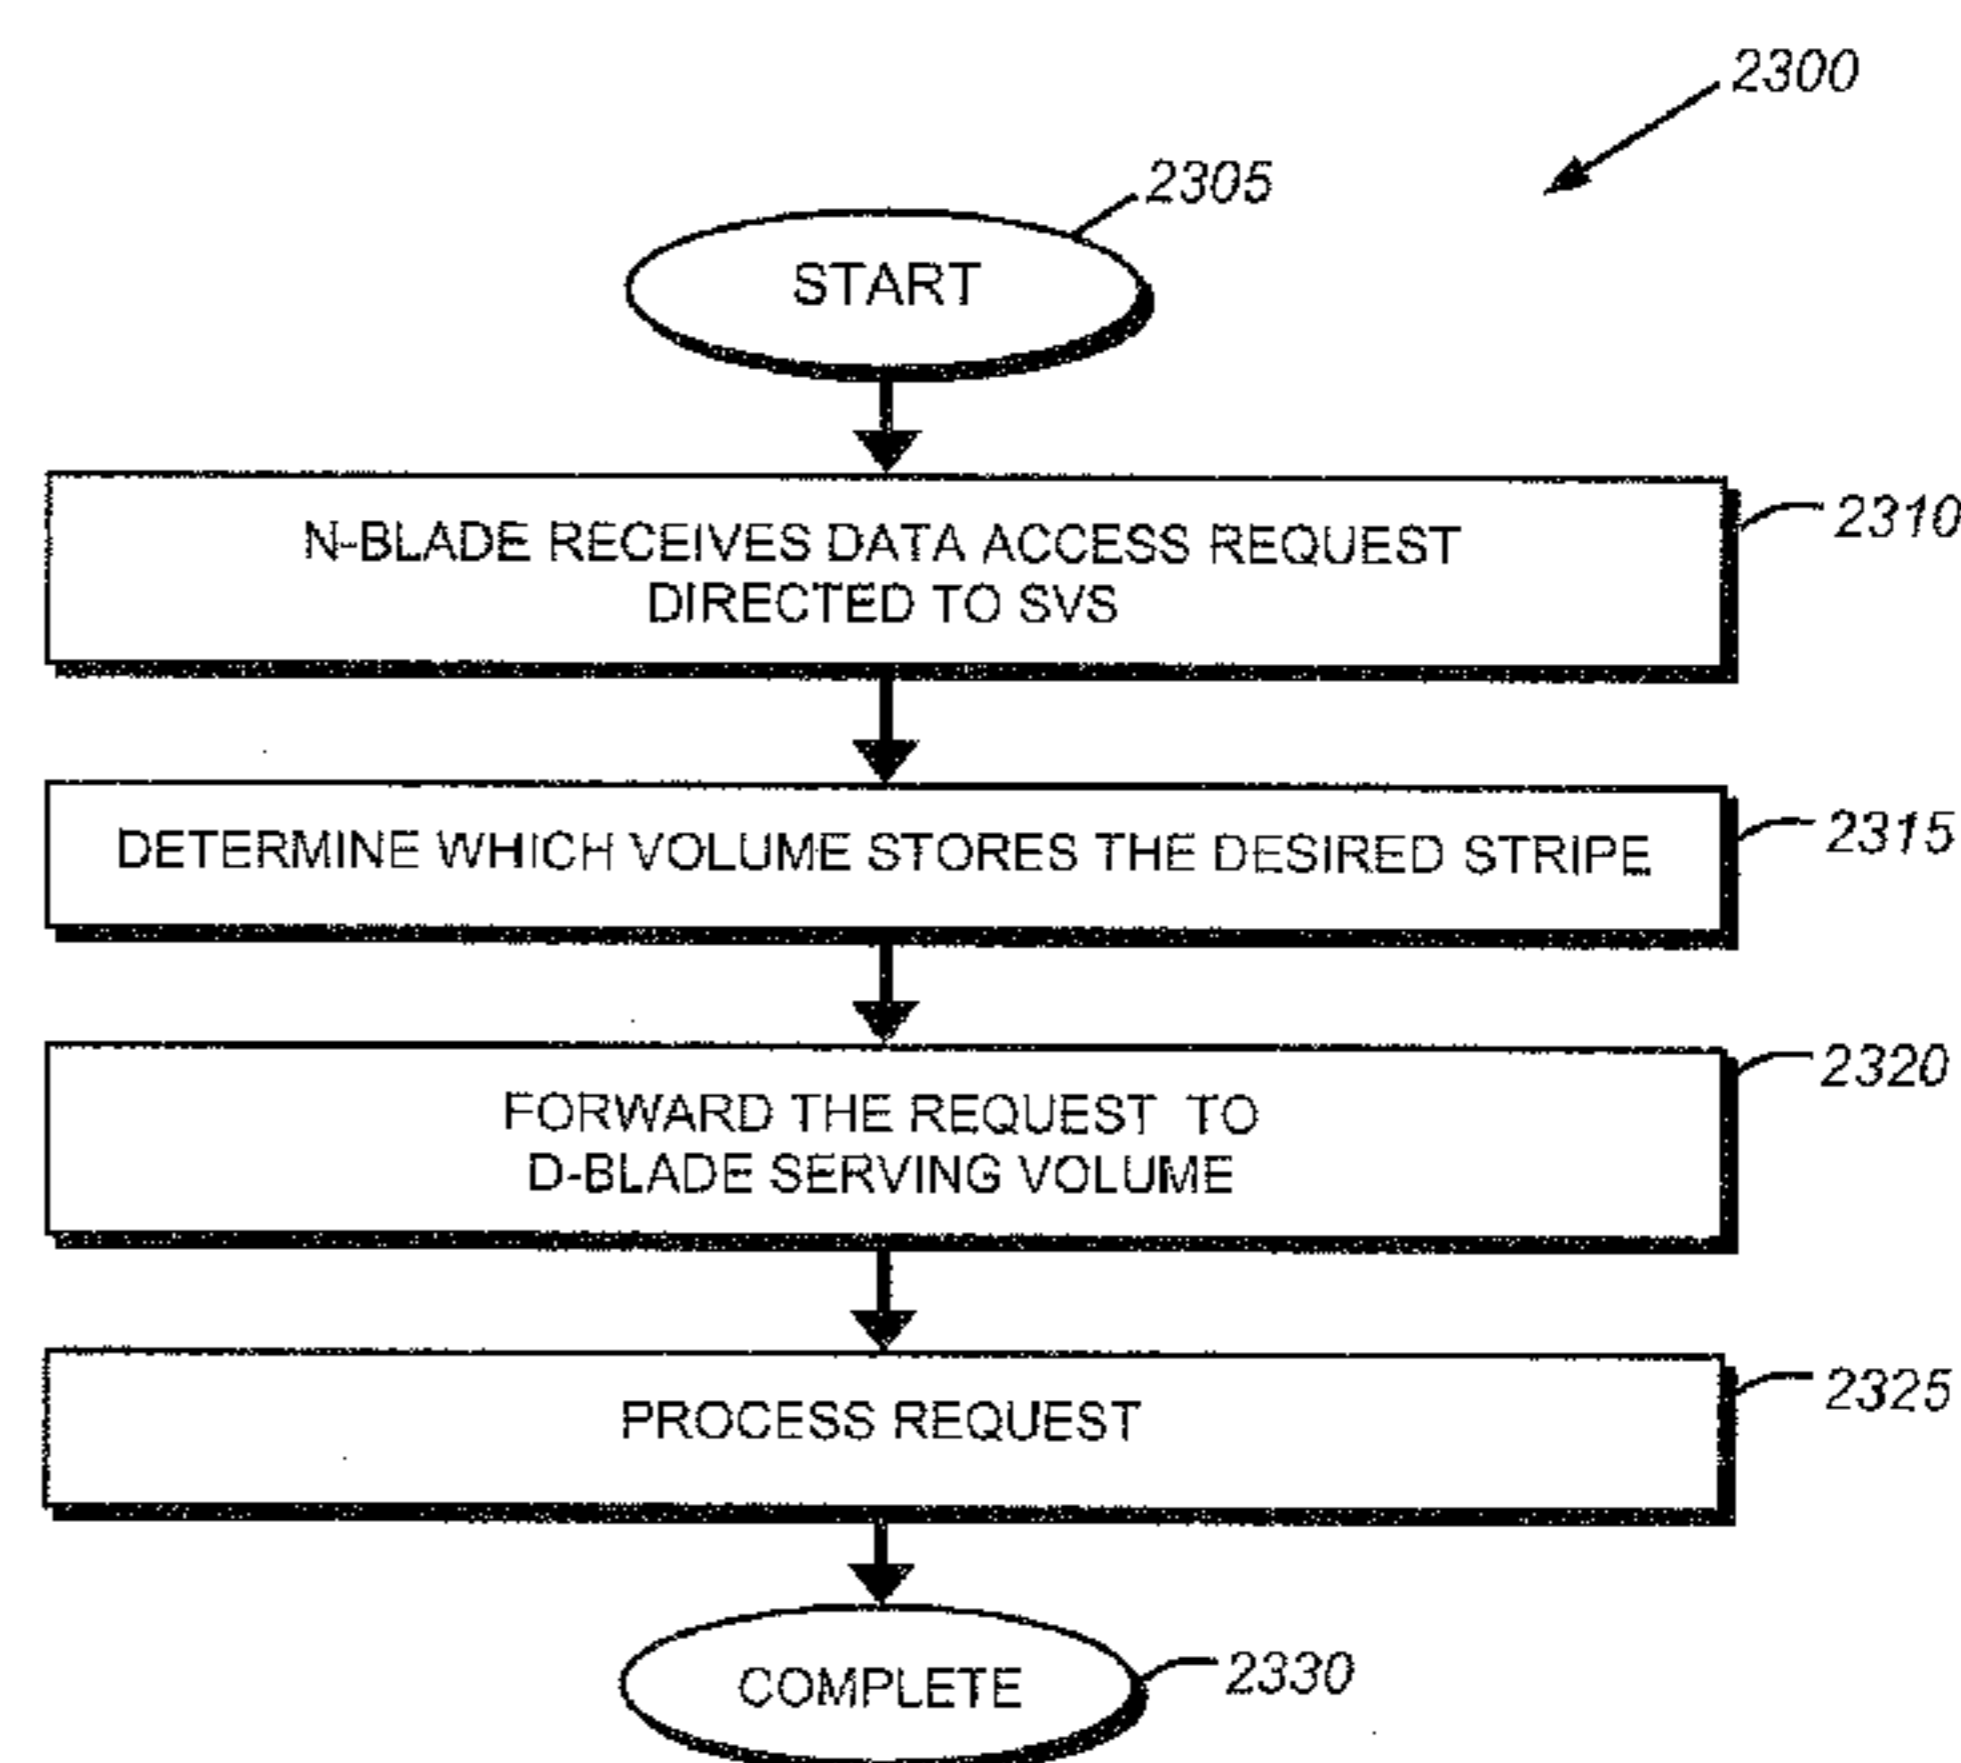 2300
2305
START
N-BLADE RECEIVES DATA ACCESS REQUEST
DIRECTED TO SVS
2310
DETERMINE WHICH VOLUME STORES THE DESIRED STRIPE
2315
FORWARD THE REQUEST TO
D-BLADE SERVING VOLUME
2320
PROCESS REQUEST
2325
COMPLETE
2330